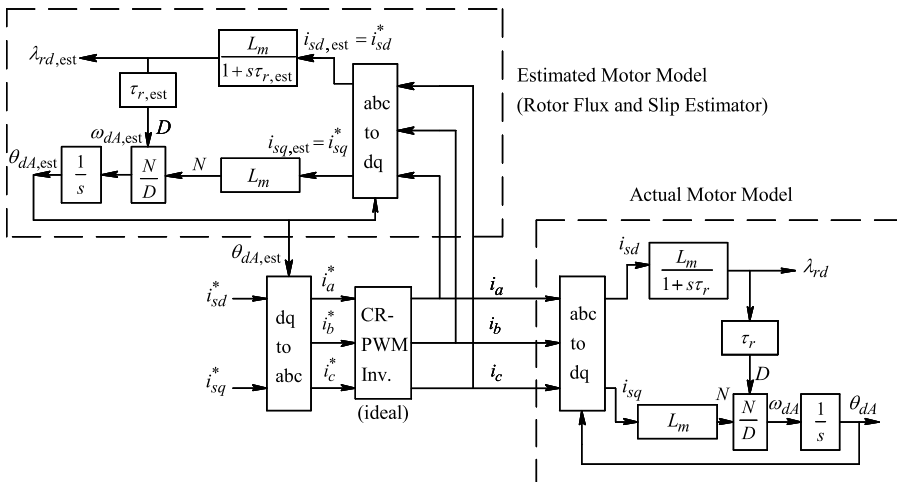 λrd,est
Lm
1 + sτr,est
isd,est = i*sd
τr,est
abc
to
dq
D
ωdA,est
θdA,est
1
s
N
D
N
Lm
isq,est = i*sq
Estimated Motor Model
(Rotor Flux and Slip Estimator)
Actual Motor Model
θdA,est
i*sd
i*sq
dq
to
abc
i*a
i*b
i*c
CR-
PWM
Inv.
(ideal)
ia
ib
ic
abc
to
dq
isd
Lm
1 + sτr
λrd
τr
D
isq
Lm
N
N
D
ωdA
1
s
θdA